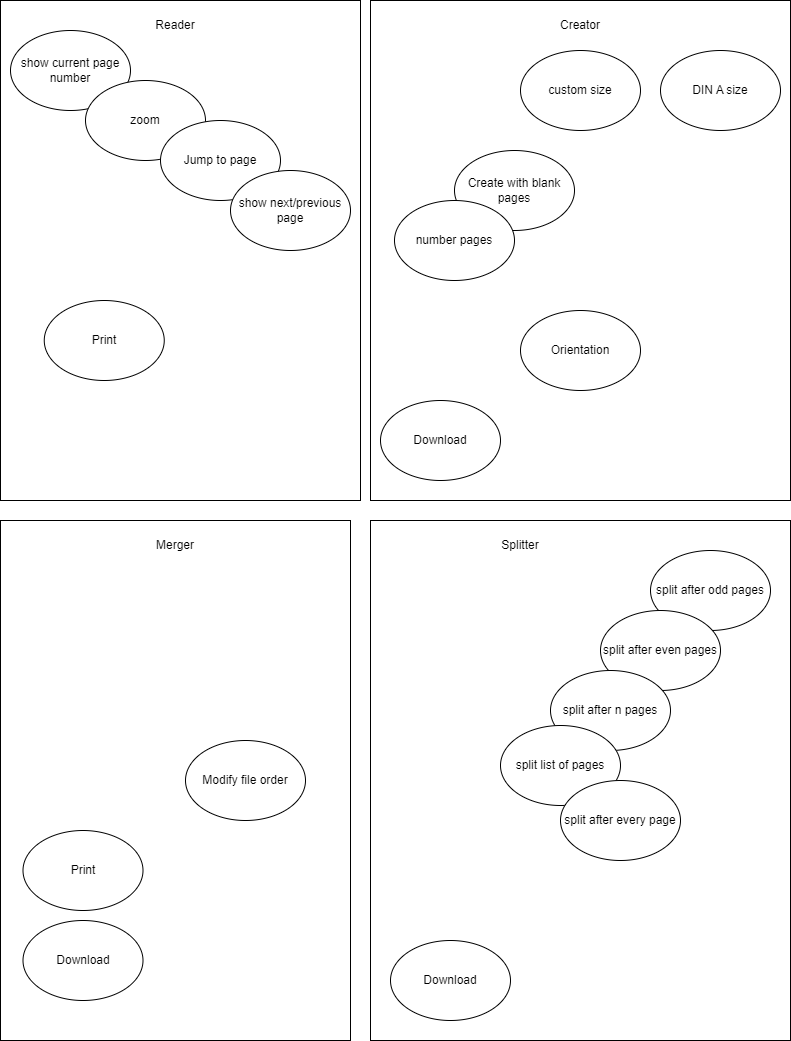 Reader
show current page
number
zoom
Jump to page
show next/previous
page
Print
Creator
custom size
DIN A size
Create with blank
pages
number pages
Orientation
Download
Merger
Modify file order
Print
Download
Splitter
split after odd pages
split after even pages
split after n pages
split list of pages
split after every page
Download